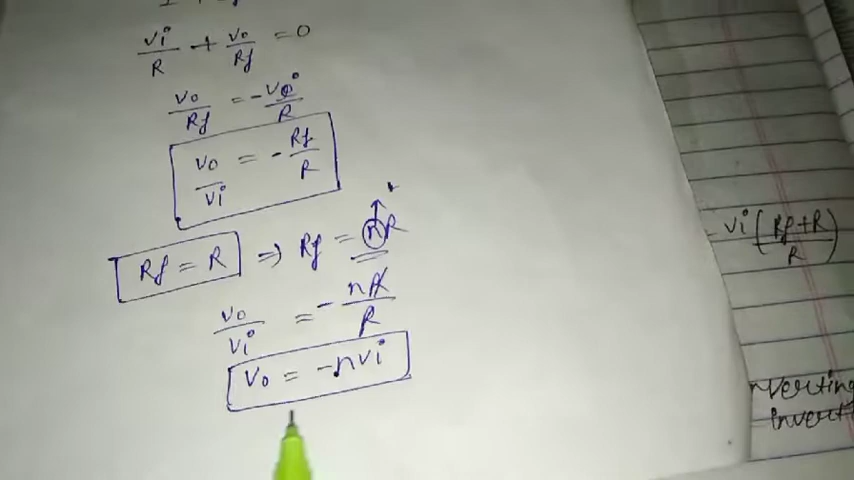 Vi/R + Vo/Rf = 0
Vo/Rf = - Vi/R
Vo/Vi = - Rf/R
Rf = R ⇒ Rf = nR
Vo/Vi = - nR/R
Vo = -nVi
Vi(Rf+R/R)
nverting
invert